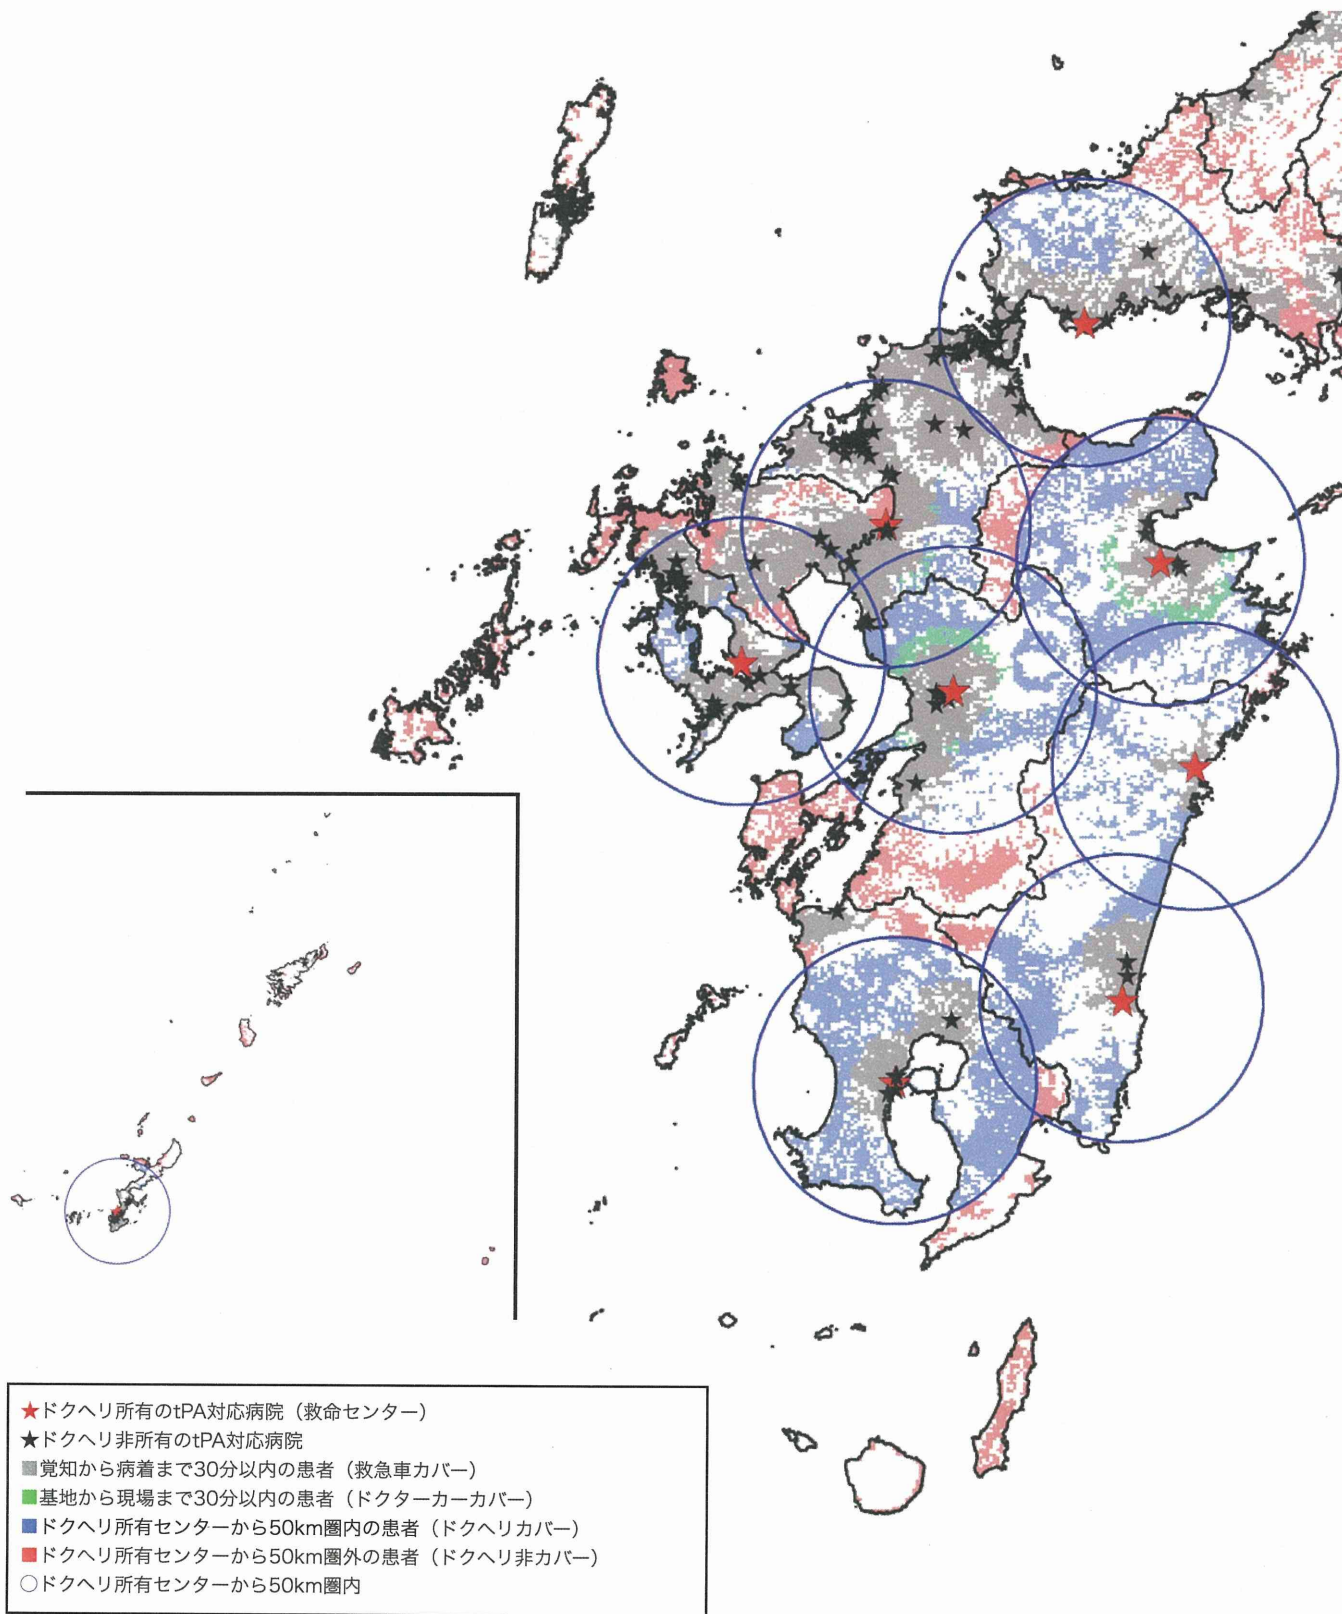 ★ドクヘリ所有のtPA対応病院（救命センター）
★ドクヘリ非所有のtPA対応病院
■覚知から病着まで30分以内の患者（救急車カバー）
■基地から現場まで30分以内の患者（ドクターカーカバー）
■ドクヘリ所有センターから50km圏内の患者（ドクヘリカバー）
■ドクヘリ所有センターから50km圏外の患者（ドクヘリ非カバー）
○ドクヘリ所有センターから50km圏内